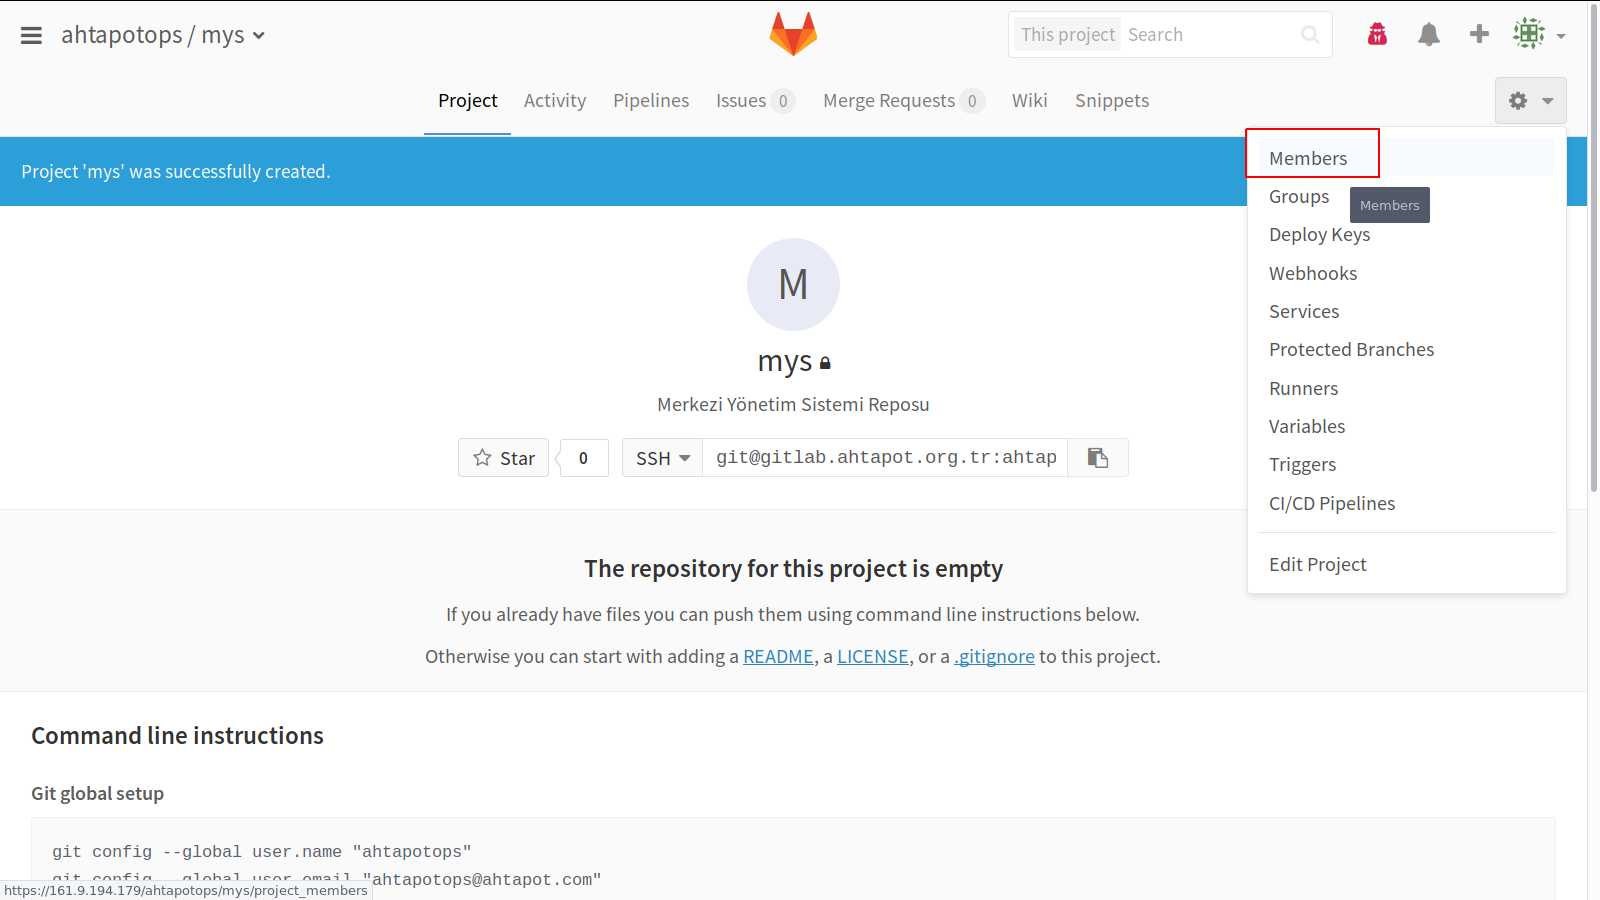 ahtapotops / mys
This project Search
Project Activity Pipelines Issues 0 Merge Requests 0 Wiki Snippets
Project 'mys' was successfully created.
Members
Groups
Members
Deploy Keys
Webhooks
Services
Protected Branches
Runners
Variables
Triggers
CI/CD Pipelines
Edit Project
M
mys
Merkezi Yönetim Sistemi Reposu
Star 0 SSH git@gitlab.ahtapot.org.tr:ahtap
The repository for this project is empty
If you already have files you can push them using command line instructions below.
Otherwise you can start with adding a README, a LICENSE, or a .gitignore to this project.
Command line instructions
Git global setup
git config --global user.name "ahtapotops"
git config --global user.email "ahtapotops@ahtapot.com"
https://161.9.194.179/ahtapotops/mys/project_members